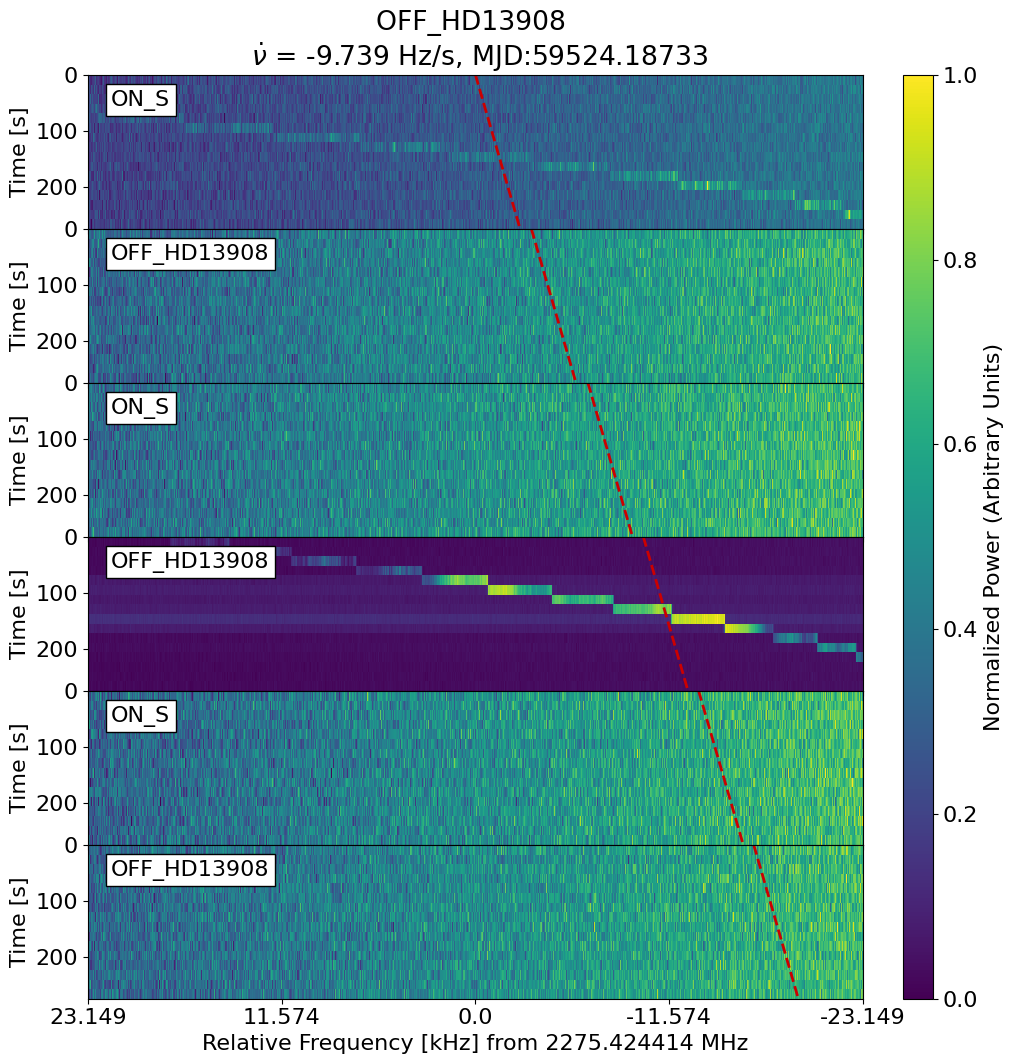 OFF_HD13908
ν̇ = -9.739 Hz/s, MJD:59524.18733
0
ON_S
100
Time [s]
200
0
OFF_HD13908
100
Time [s]
200
0
ON_S
100
Time [s]
200
0
OFF_HD13908
100
Time [s]
200
0
ON_S
100
Time [s]
200
0
OFF_HD13908
100
Time [s]
200
23.149 11.574 0.0 -11.574 -23.149
Relative Frequency [kHz] from 2275.424414 MHz
1.0
0.8
0.6
0.4
0.2
0.0
Normalized Power (Arbitrary Units)